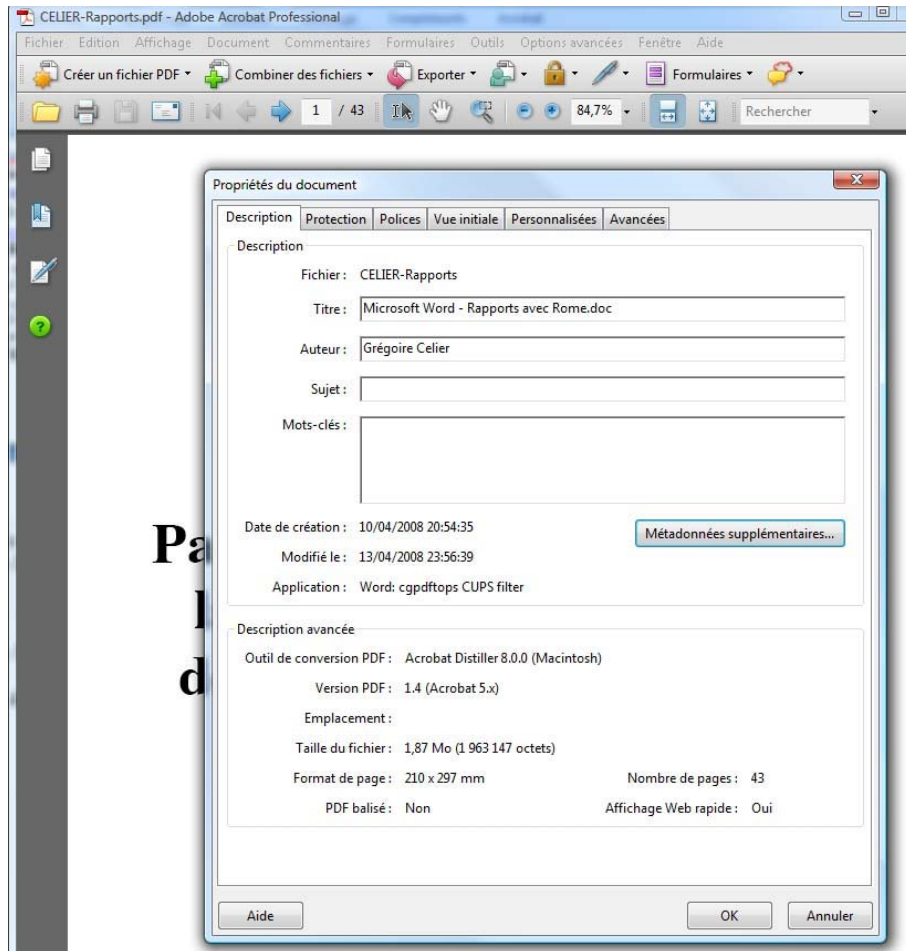 CELIER-Rapports.pdf - Adobe Acrobat Professional
Fichier Edition Affichage Document Commentaires Formulaires Outils Options avancées Fenêtre Aide
Créer un fichier PDF Combiner des fichiers Exporter Formulaires
1 / 43 84,7% Rechercher
Propriétés du document
Description Protection Polices Vue initiale Personnalisées Avancées
Description
Fichier : CELIER-Rapports
Titre : Microsoft Word - Rapports avec Rome.doc
Auteur : Grégoire Celier
Sujet :
Mots-clés :
Date de création : 10/04/2008 20:54:35
Métadonnées supplémentaires...
Pa
Modifié le : 13/04/2008 23:56:39
Application : Word: cgpdftops CUPS filter
Description avancée
Outil de conversion PDF : Acrobat Distiller 8.0.0 (Macintosh)
d
Version PDF : 1.4 (Acrobat 5.x)
Emplacement :
Taille du fichier : 1,87 Mo (1 963 147 octets)
Format de page : 210 x 297 mm Nombre de pages : 43
PDF balisé : Non Affichage Web rapide : Oui
Aide OK Annuler